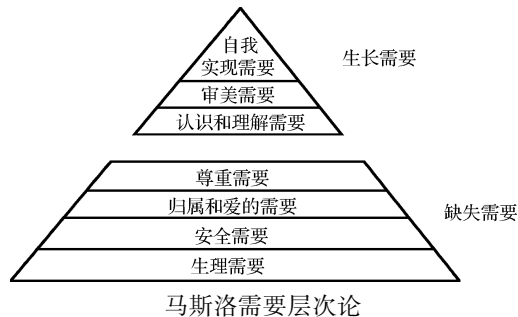 自我
实现需要
生长需要
审美需要
认识和理解需要
尊重需要
归属和爱的需要
缺失需要
安全需要
生理需要
马斯洛需要层次论